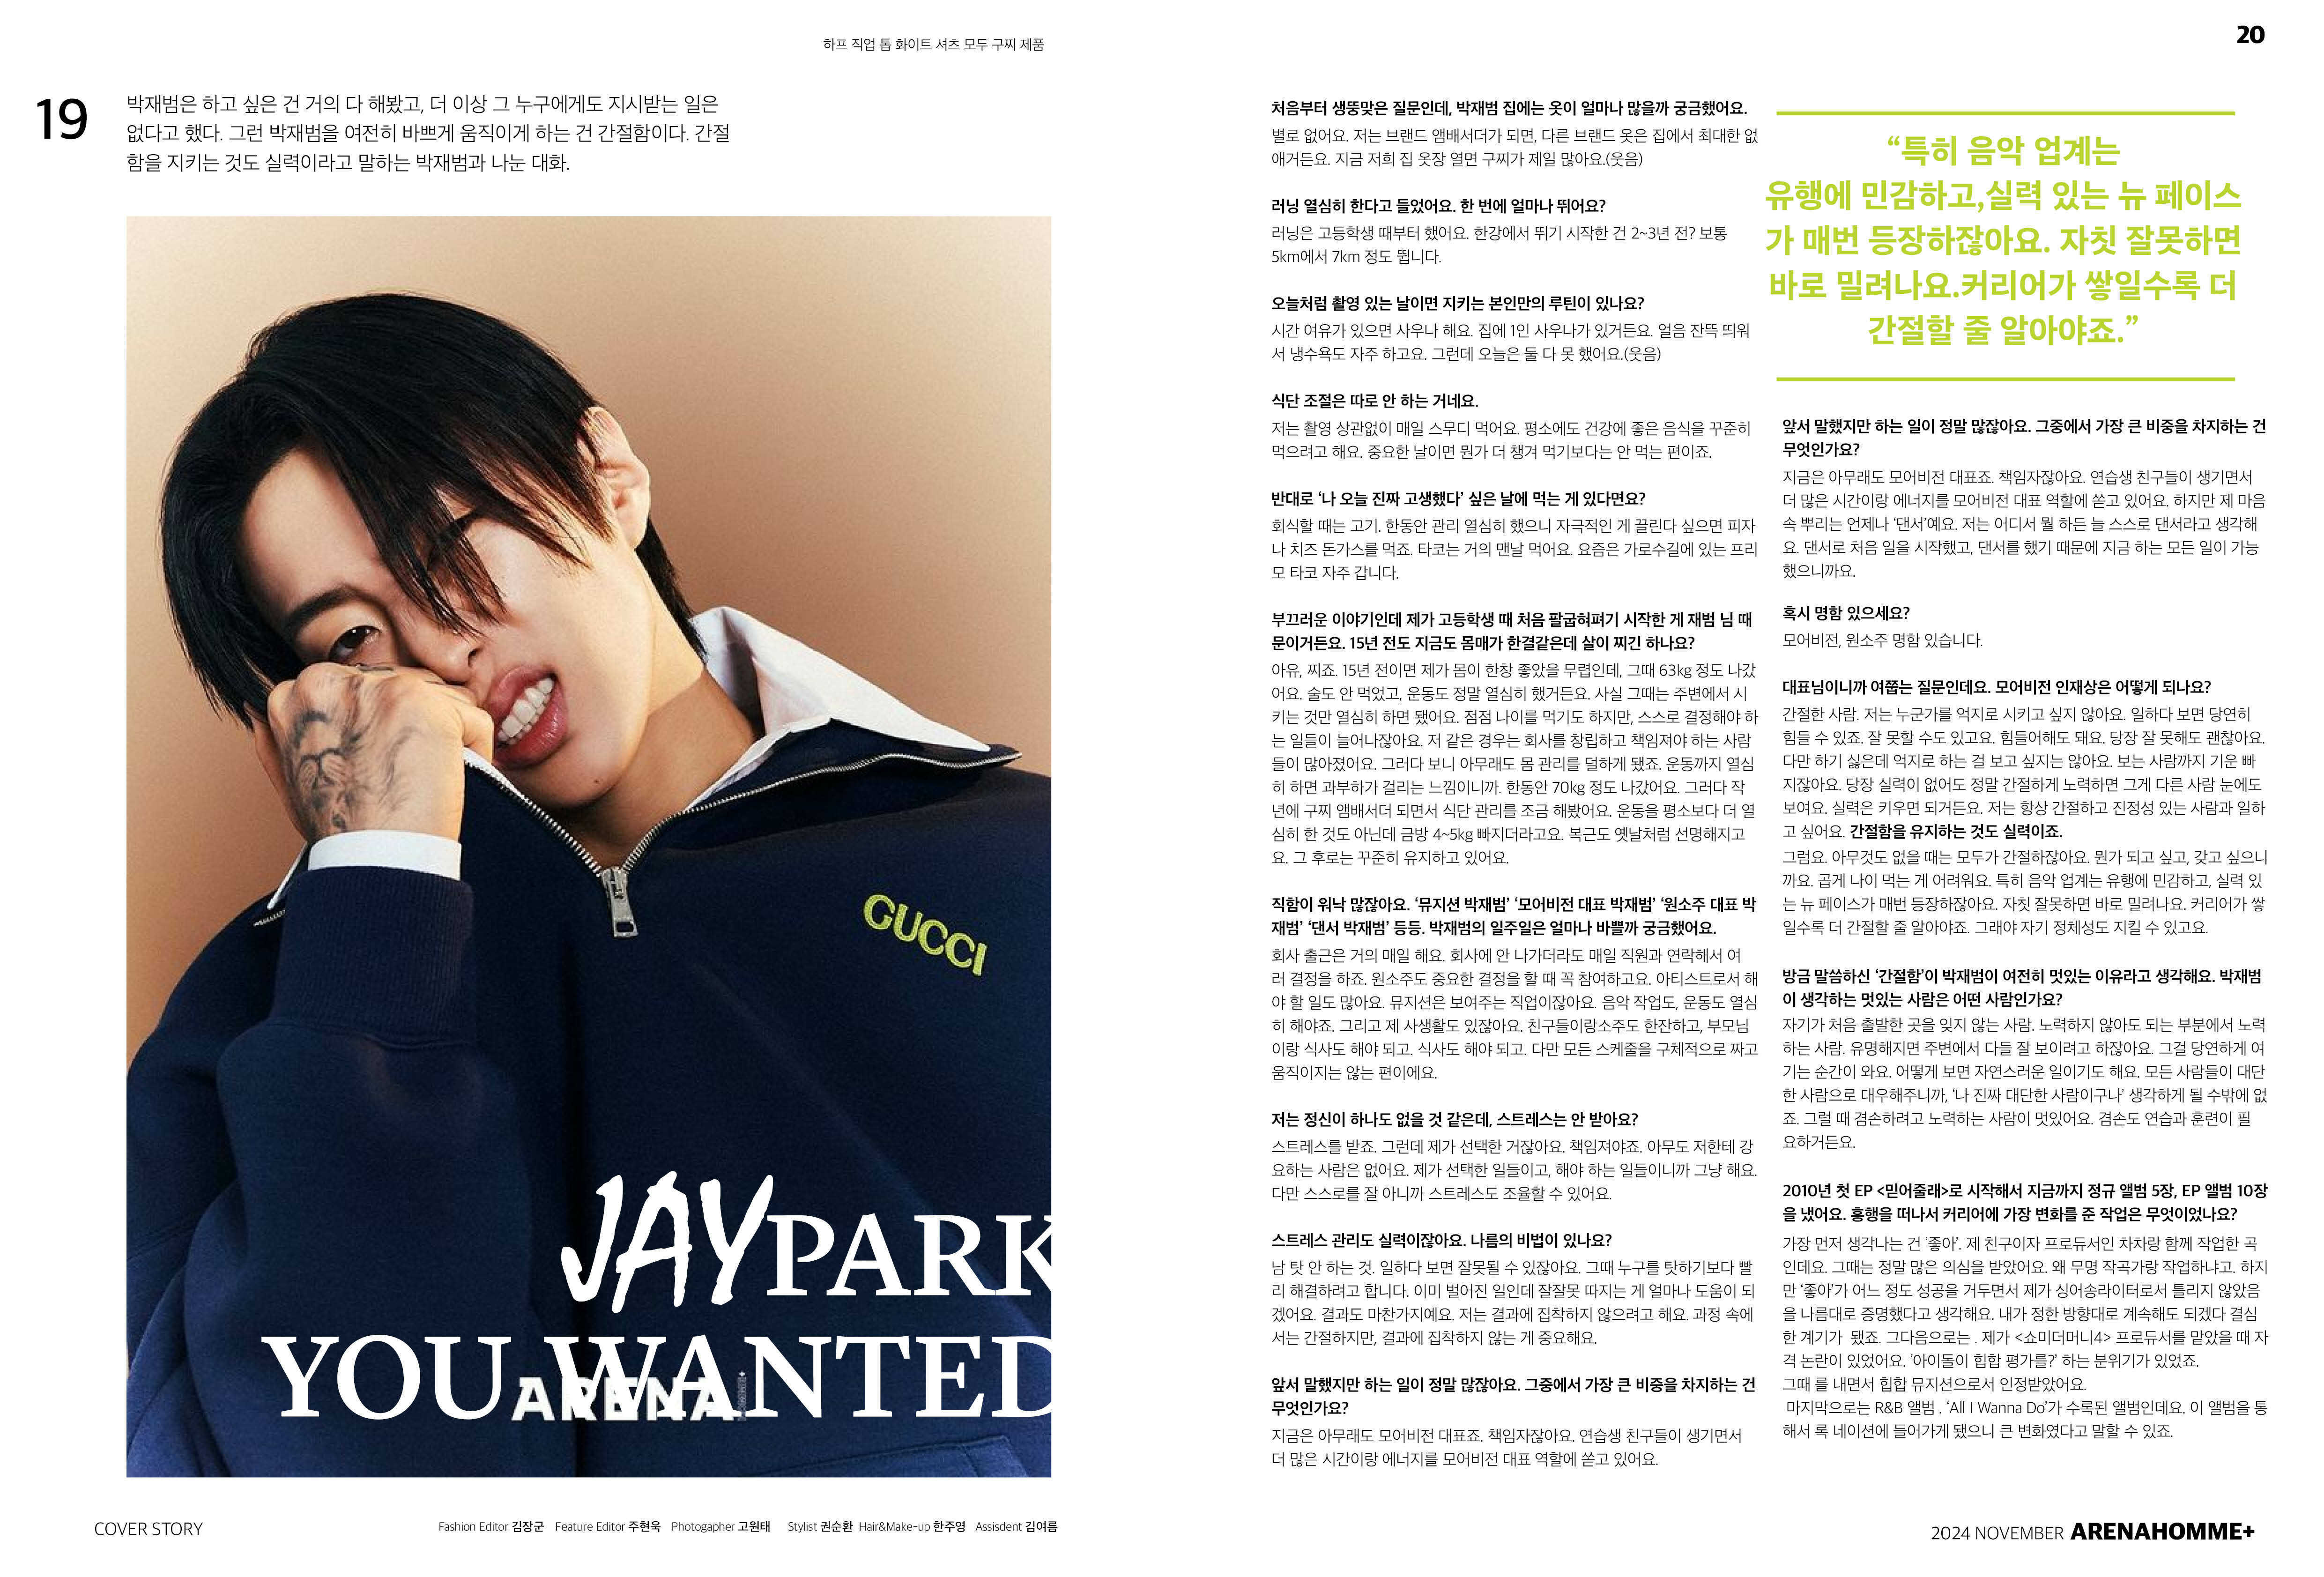 하프 직업 톱 화이트 셔츠 모두 구찌 제품
19
박재범은 하고 싶은 건 거의 다 해봤고, 더 이상 그 누구에게도 지시받는 일은
없다고 했다. 그런 박재범을 여전히 바쁘게 움직이게 하는 건 간절함이다. 간절
함을 지키는 것도 실력이라고 말하는 박재범과 나눈 대화.
GUCCI
JAY PARK
YOU WANTED
ARENA
COVER STORY
Fashion Editor 김장군 Feature Editor 주현욱 Photogapher 고원태 Stylist 권순환 Hair&Make-up 한주영 Assisdent 김여름
20
처음부터 생뚱맞은 질문인데, 박재범 집에는 옷이 얼마나 많을까 궁금했어요.
별로 없어요. 저는 브랜드 앰배서더가 되면, 다른 브랜드 옷은 집에서 최대한 없
애거든요. 지금 저희 집 옷장 열면 구찌가 제일 많아요.(웃음)
러닝 열심히 한다고 들었어요. 한 번에 얼마나 뛰어요?
러닝은 고등학생 때부터 했어요. 한강에서 뛰기 시작한 건 2~3년 전? 보통
5km에서 7km 정도 뜁니다.
오늘처럼 촬영 있는 날이면 지키는 본인만의 루틴이 있나요?
시간 여유가 있으면 사우나 해요. 집에 1인 사우나가 있거든요. 얼음 잔뜩 띄워
서 냉수욕도 자주 하고요. 그런데 오늘은 둘 다 못 했어요.(웃음)
식단 조절은 따로 안 하는 거네요.
저는 촬영 상관없이 매일 스무디 먹어요. 평소에도 건강에 좋은 음식을 꾸준히
먹으려고 해요. 중요한 날이면 뭔가 더 챙겨 먹기보다는 안 먹는 편이죠.
반대로 ‘나 오늘 진짜 고생했다’ 싶은 날에 먹는 게 있다면요?
회식할 때는 고기. 한동안 관리 열심히 했으니 자극적인 게 끌린다 싶으면 피자
나 치즈 돈가스를 먹죠. 타코는 거의 맨날 먹어요. 요즘은 가로수길에 있는 프리
모 타코 자주 갑니다.
부끄러운 이야기인데 제가 고등학생 때 처음 팔굽혀펴기 시작한 게 재범 님 때
문이거든요. 15년 전도 지금도 몸매가 한결같은데 살이 찌긴 하나요?
아유, 찌죠. 15년 전이면 제가 몸이 한창 좋았을 무렵인데, 그때 63kg 정도 나갔
어요. 술도 안 먹었고, 운동도 정말 열심히 했거든요. 사실 그때는 주변에서 시
키는 것만 열심히 하면 됐어요. 점점 나이를 먹기도 하지만, 스스로 결정해야 하
는 일들이 늘어나잖아요. 저 같은 경우는 회사를 창립하고 책임져야 하는 사람
들이 많아졌어요. 그러다 보니 아무래도 몸 관리를 덜하게 됐죠. 운동까지 열심
히 하면 과부하가 걸리는 느낌이니까. 한동안 70kg 정도 나갔어요. 그러다 작
년에 구찌 앰배서더 되면서 식단 관리를 조금 해봤어요. 운동을 평소보다 더 열
심히 한 것도 아닌데 금방 4~5kg 빠지더라고요. 복근도 옛날처럼 선명해지고
요. 그 후로는 꾸준히 유지하고 있어요.
직함이 워낙 많잖아요. ‘뮤지션 박재범’ ‘모어비전 대표 박재범’ ‘원소주 대표 박
재범’ ‘댄서 박재범’ 등등. 박재범의 일주일은 얼마나 바쁠까 궁금했어요.
회사 출근은 거의 매일 해요. 회사에 안 나가더라도 매일 직원과 연락해서 여
러 결정을 하죠. 원소주도 중요한 결정을 할 때 꼭 참여하고요. 아티스트로서 해
야 할 일도 많아요. 뮤지션은 보여주는 직업이잖아요. 음악 작업도, 운동도 열심
히 해야죠. 그리고 제 사생활도 있잖아요. 친구들이랑소주도 한잔하고, 부모님
이랑 식사도 해야 되고. 식사도 해야 되고. 다만 모든 스케줄을 구체적으로 짜고
움직이지는 않는 편이에요.
저는 정신이 하나도 없을 것 같은데, 스트레스는 안 받아요?
스트레스를 받죠. 그런데 제가 선택한 거잖아요. 책임져야죠. 아무도 저한테 강
요하는 사람은 없어요. 제가 선택한 일들이고, 해야 하는 일들이니까 그냥 해요.
다만 스스로를 잘 아니까 스트레스도 조율할 수 있어요.
스트레스 관리도 실력이잖아요. 나름의 비법이 있나요?
남 탓 안 하는 것. 일하다 보면 잘못될 수 있잖아요. 그때 누구를 탓하기보다 빨
리 해결하려고 합니다. 이미 벌어진 일인데 잘잘못 따지는 게 얼마나 도움이 되
겠어요. 결과도 마찬가지예요. 저는 결과에 집착하지 않으려고 해요. 과정 속에
서는 간절하지만, 결과에 집착하지 않는 게 중요해요.
앞서 말했지만 하는 일이 정말 많잖아요. 그중에서 가장 큰 비중을 차지하는 건
무엇인가요?
지금은 아무래도 모어비전 대표죠. 책임자잖아요. 연습생 친구들이 생기면서
더 많은 시간이랑 에너지를 모어비전 대표 역할에 쏟고 있어요.
“특히 음악 업계는
유행에 민감하고,실력 있는 뉴 페이스
가 매번 등장하잖아요. 자칫 잘못하면
바로 밀려나요.커리어가 쌓일수록 더
간절할 줄 알아야죠.”
앞서 말했지만 하는 일이 정말 많잖아요. 그중에서 가장 큰 비중을 차지하는 건
무엇인가요?
지금은 아무래도 모어비전 대표죠. 책임자잖아요. 연습생 친구들이 생기면서
더 많은 시간이랑 에너지를 모어비전 대표 역할에 쏟고 있어요. 하지만 제 마음
속 뿌리는 언제나 ‘댄서’예요. 저는 어디서 뭘 하든 늘 스스로 댄서라고 생각해
요. 댄서로 처음 일을 시작했고, 댄서를 했기 때문에 지금 하는 모든 일이 가능
했으니까요.
혹시 명함 있으세요?
모어비전, 원소주 명함 있습니다.
대표님이니까 여쭙는 질문인데요. 모어비전 인재상은 어떻게 되나요?
간절한 사람. 저는 누군가를 억지로 시키고 싶지 않아요. 일하다 보면 당연히
힘들 수 있죠. 잘 못할 수도 있고요. 힘들어해도 돼요. 당장 잘 못해도 괜찮아요.
다만 하기 싫은데 억지로 하는 걸 보고 싶지는 않아요. 보는 사람까지 기운 빠
지잖아요. 당장 실력이 없어도 정말 간절하게 노력하면 그게 다른 사람 눈에도
보여요. 실력은 키우면 되거든요. 저는 항상 간절하고 진정성 있는 사람과 일하
고 싶어요. 간절함을 유지하는 것도 실력이죠.
그럼요. 아무것도 없을 때는 모두가 간절하잖아요. 뭔가 되고 싶고, 갖고 싶으니
까요. 곱게 나이 먹는 게 어려워요. 특히 음악 업계는 유행에 민감하고, 실력 있
는 뉴 페이스가 매번 등장하잖아요. 자칫 잘못하면 바로 밀려나요. 커리어가 쌓
일수록 더 간절할 줄 알아야죠. 그래야 자기 정체성도 지킬 수 있고요.
방금 말씀하신 ‘간절함’이 박재범이 여전히 멋있는 이유라고 생각해요. 박재범
이 생각하는 멋있는 사람은 어떤 사람인가요?
자기가 처음 출발한 곳을 잊지 않는 사람. 노력하지 않아도 되는 부분에서 노력
하는 사람. 유명해지면 주변에서 다들 잘 보이려고 하잖아요. 그걸 당연하게 여
기는 순간이 와요. 어떻게 보면 자연스러운 일이기도 해요. 모든 사람들이 대단
한 사람으로 대우해주니까, ‘나 진짜 대단한 사람이구나’ 생각하게 될 수밖에 없
죠. 그럴 때 겸손하려고 노력하는 사람이 멋있어요. 겸손도 연습과 훈련이 필
요하거든요.
2010년 첫 EP <믿어줄래>로 시작해서 지금까지 정규 앨범 5장, EP 앨범 10장
을 냈어요. 흥행을 떠나서 커리어에 가장 변화를 준 작업은 무엇이었나요?
가장 먼저 생각나는 건 ‘좋아’. 제 친구이자 프로듀서인 차차랑 함께 작업한 곡
인데요. 그때는 정말 많은 의심을 받았어요. 왜 무명 작곡가랑 작업하냐고. 하지
만 ‘좋아’가 어느 정도 성공을 거두면서 제가 싱어송라이터로서 틀리지 않았음
을 나름대로 증명했다고 생각해요. 내가 정한 방향대로 계속해도 되겠다 결심
한 계기가 됐죠. 그다음으로는 . 제가 <쇼미더머니4> 프로듀서를 맡았을 때 자
격 논란이 있었어요. ‘아이돌이 힙합 평가를?’ 하는 분위기가 있었죠.
그때 를 내면서 힙합 뮤지션으로서 인정받았어요.
마지막으로는 R&B 앨범 . ‘All I Wanna Do’가 수록된 앨범인데요. 이 앨범을 통
해서 록 네이션에 들어가게 됐으니 큰 변화였다고 말할 수 있죠.
2024 NOVEMBER ARENAHOMME+